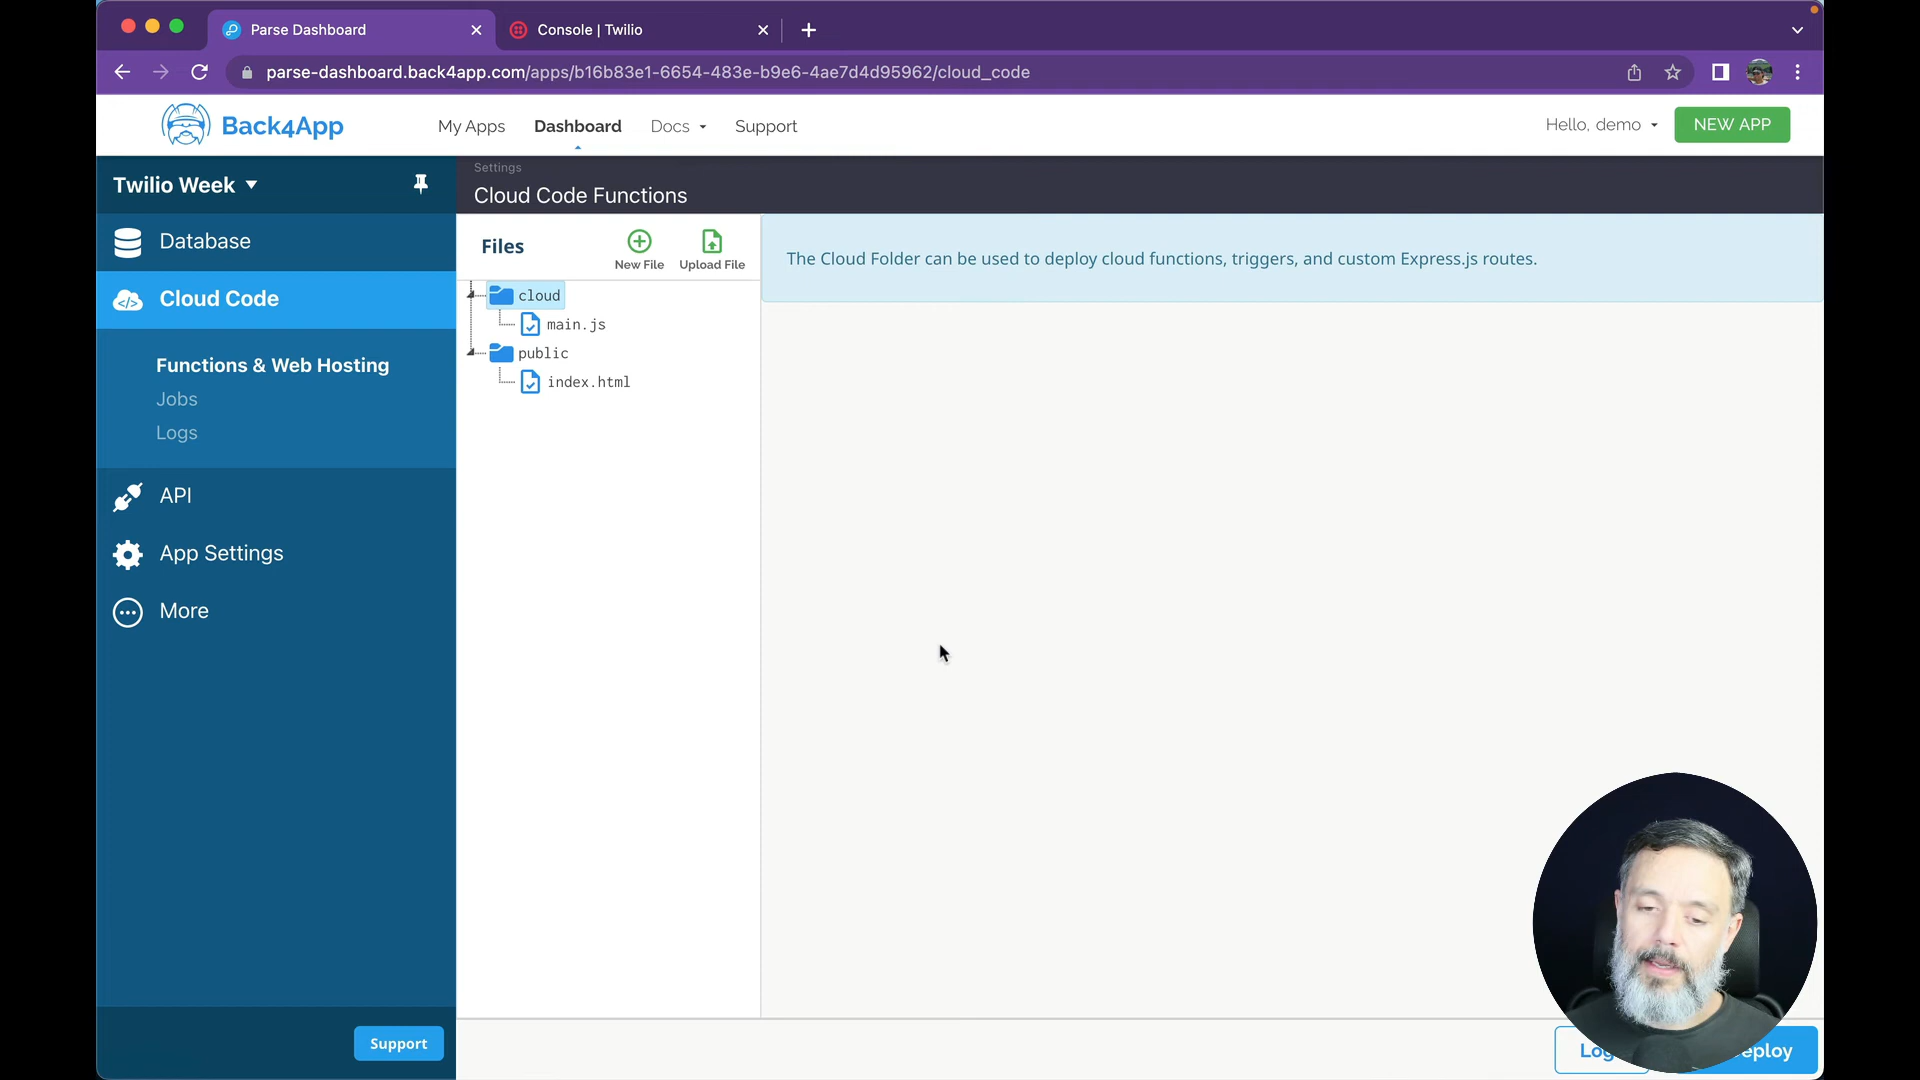 Parse Dashboard
Console | Twilio
parse-dashboard.back4app.com/apps/b16b83e1-6654-483e-b9e6-4ae7d4d95962/cloud_code
Back4App
My Apps
Dashboard
Docs
Support
Hello, demo
NEW APP
Twilio Week
Settings
Cloud Code Functions
Database
Cloud Code
Functions & Web Hosting
Jobs
Logs
API
App Settings
More
Support
Files
New File
Upload File
cloud
main.js
public
index.html
The Cloud Folder can be used to deploy cloud functions, triggers, and custom Express.js routes.